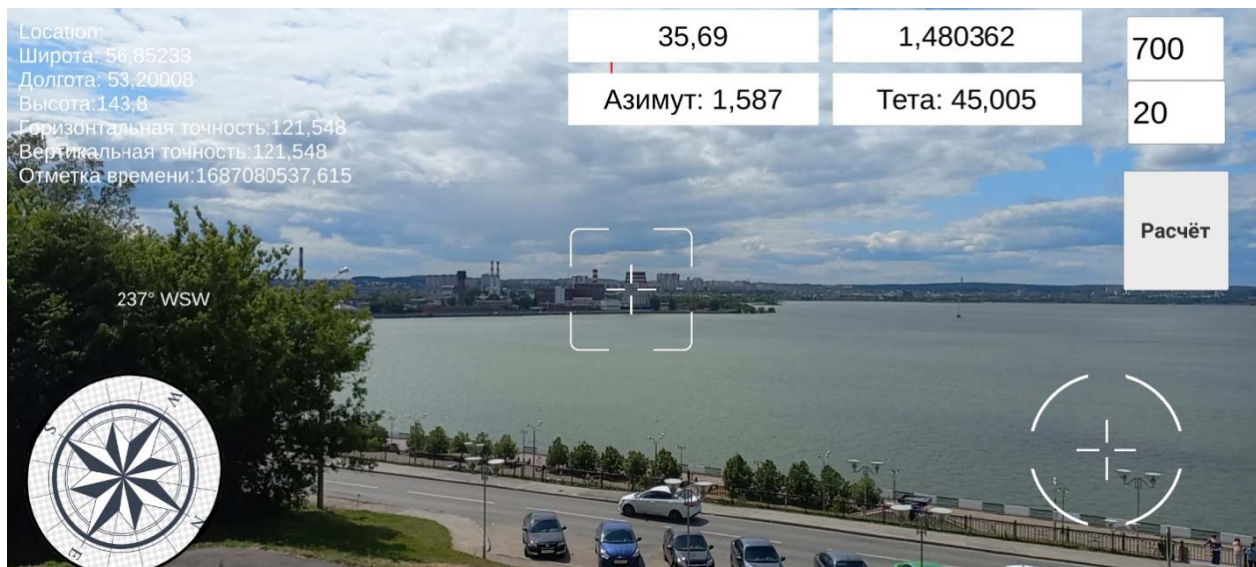 Location;
Широта: 56,85233
Долгота: 53,20008
Высота:143,8
Горизонтальная точность:121,548
Вертикальная точность:121,548
Отметка времени:1687080537,615
35,69
1,480362
Азимут: 1,587
Тета: 45,005
700
20
Расчёт
237° WSW
W
S
N
E